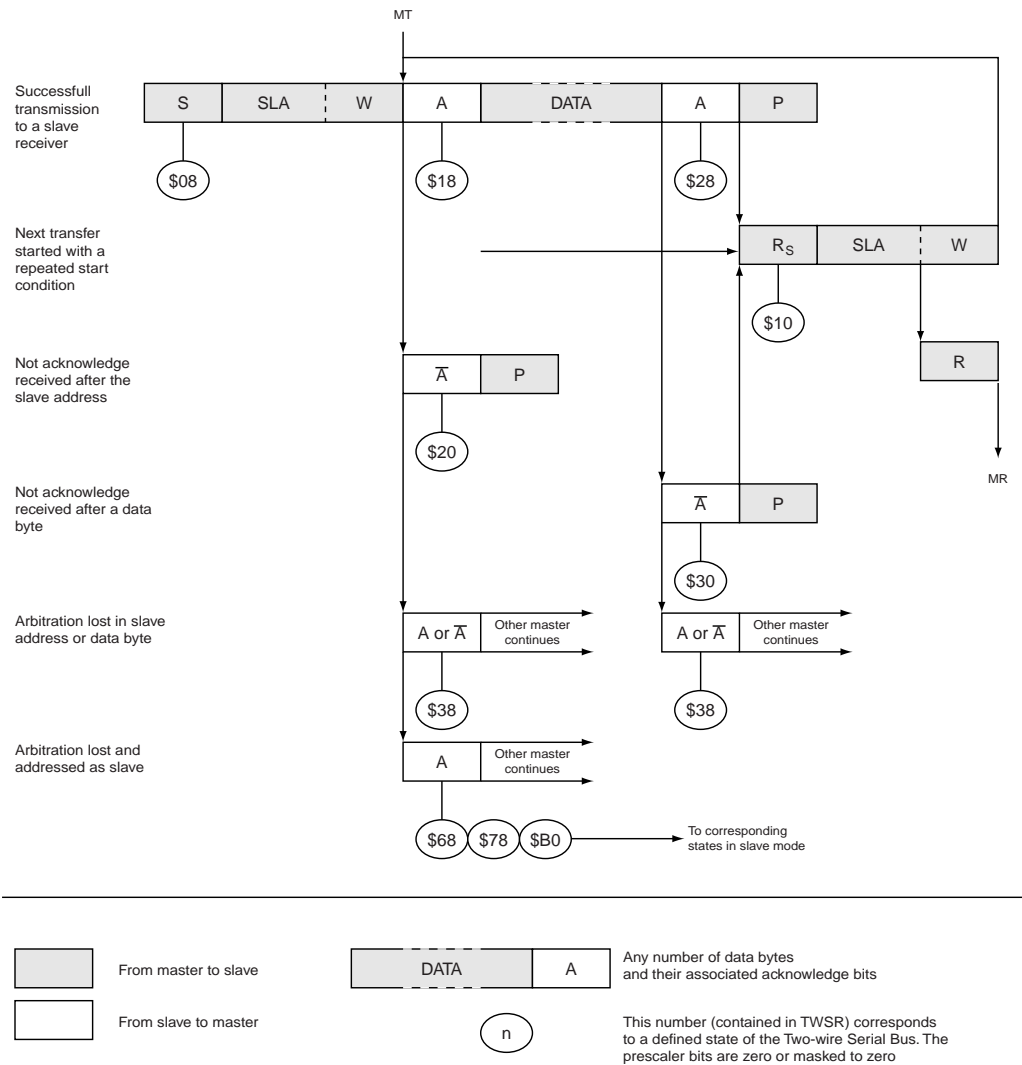 MT
Successfull
transmission
to a slave
receiver
S SLA W A DATA A P
$08 $18 $28
Next transfer
started with a
repeated start
condition
RS SLA W
$10
Not acknowledge
received after the
slave address
A̅ P
R
$20
MR
Not acknowledge
received after a data
byte
A̅ P
$30
Arbitration lost in slave
address or data byte
A or A̅ Other master
continues
A or A̅ Other master
continues
$38 $38
Arbitration lost and
addressed as slave
A Other master
continues
$68 $78 $B0 To corresponding
states in slave mode
From master to slave
DATA A Any number of data bytes
and their associated acknowledge bits
From slave to master
n This number (contained in TWSR) corresponds
to a defined state of the Two-wire Serial Bus. The
prescaler bits are zero or masked to zero